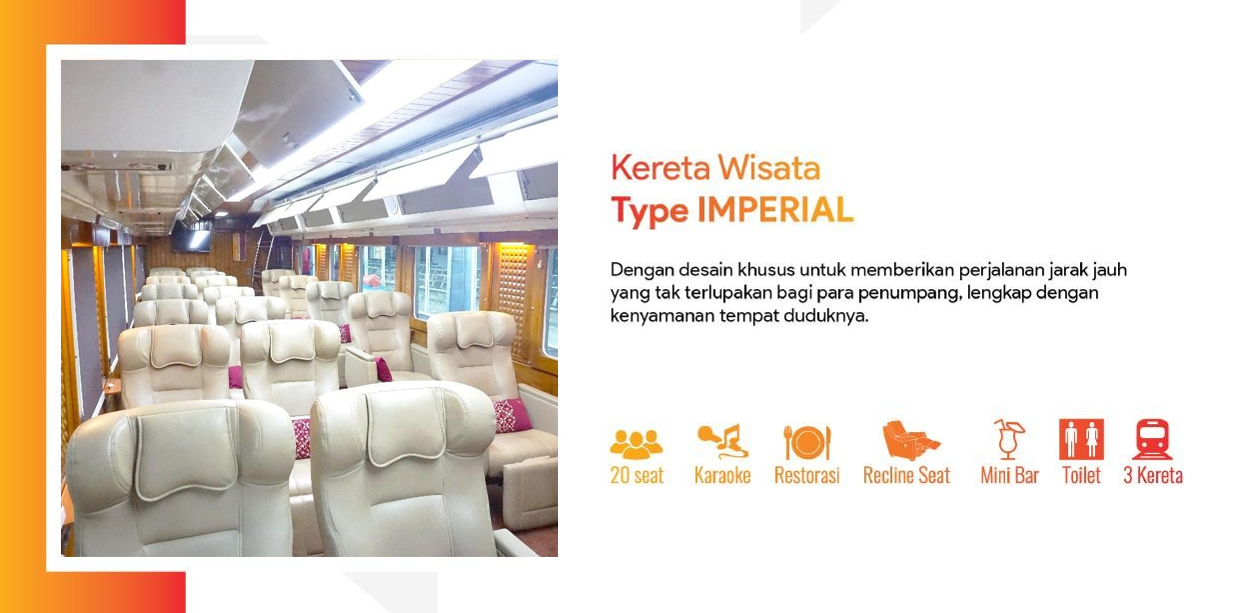 Kereta Wisata
Type IMPERIAL
Dengan desain khusus untuk memberikan perjalanan jarak jauh
yang tak terlupakan bagi para penumpang, lengkap dengan
kenyamanan tempat duduknya.
20 seat Karaoke Restorasi Recline Seat Mini Bar Toilet 3 Kereta